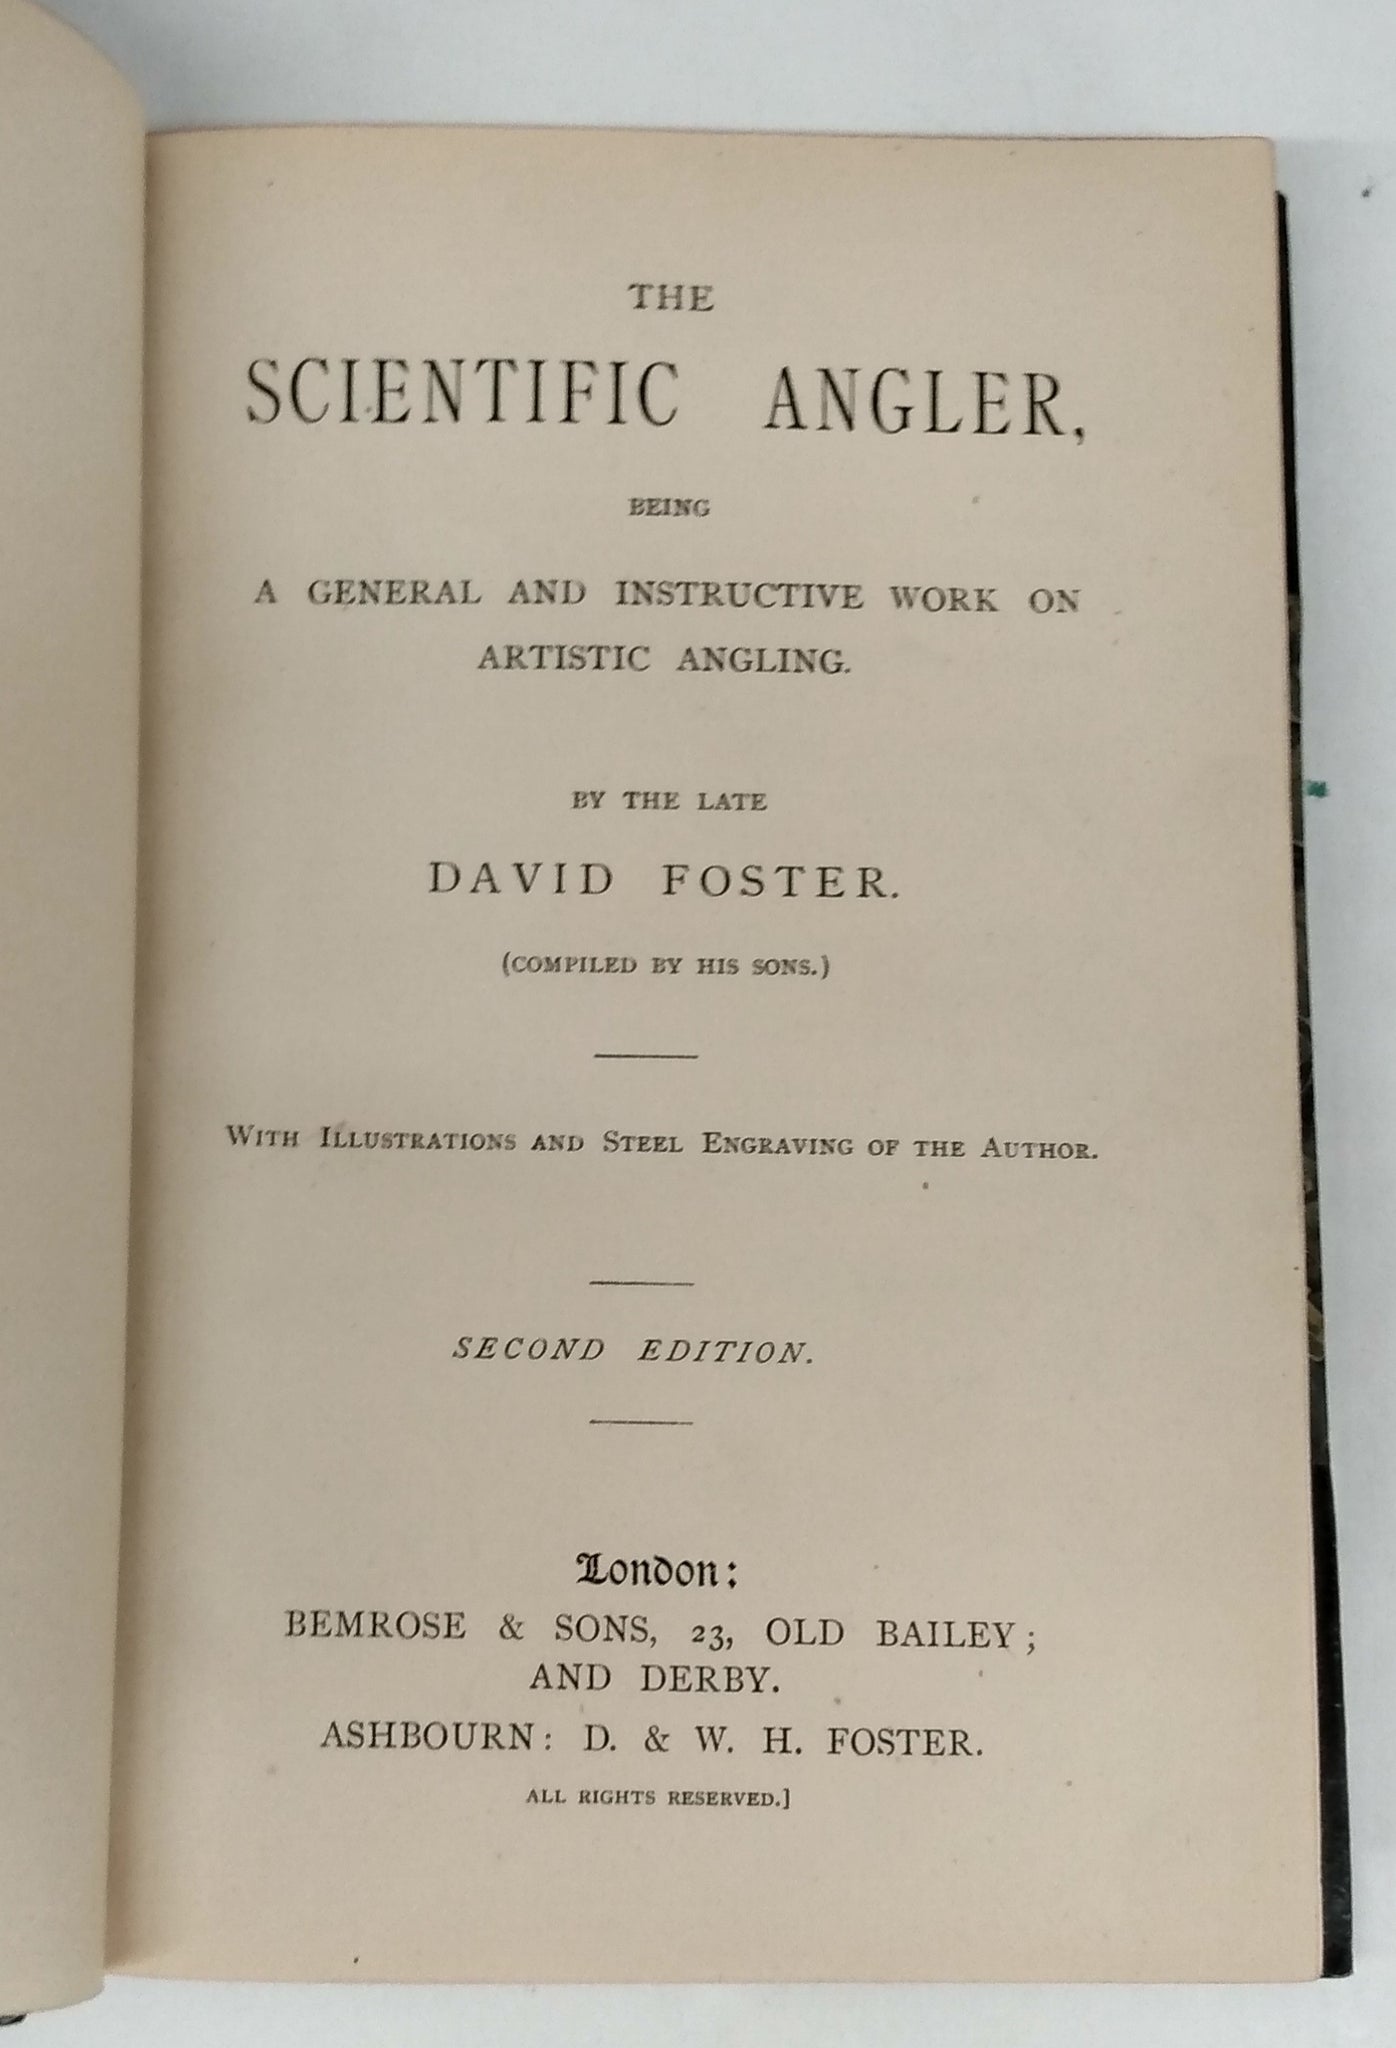 THE
SCIENTIFIC ANGLER,
BEING
A GENERAL AND INSTRUCTIVE WORK ON
ARTISTIC ANGLING.
BY THE LATE
DAVID FOSTER.
(COMPILED BY HIS SONS.)
WITH ILLUSTRATIONS AND STEEL ENGRAVING OF THE AUTHOR.
SECOND EDITION.
London:
BEMROSE & SONS, 23, OLD BAILEY;
AND DERBY.
ASHBOURN: D. & W. H. FOSTER.
ALL RIGHTS RESERVED.]